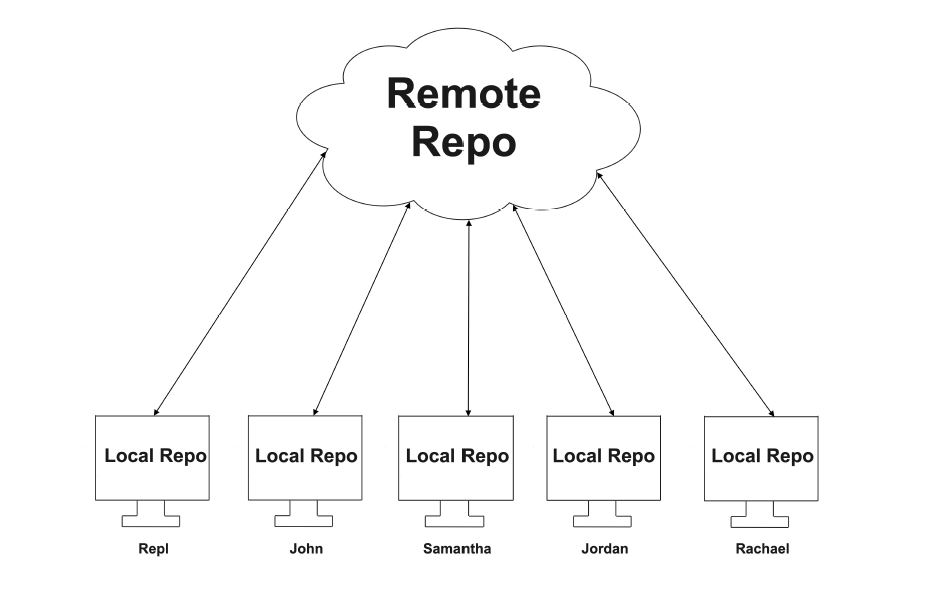 Remote
Repo
Local Repo
Local Repo
Local Repo
Local Repo
Local Repo
Repl
John
Samantha
Jordan
Rachael